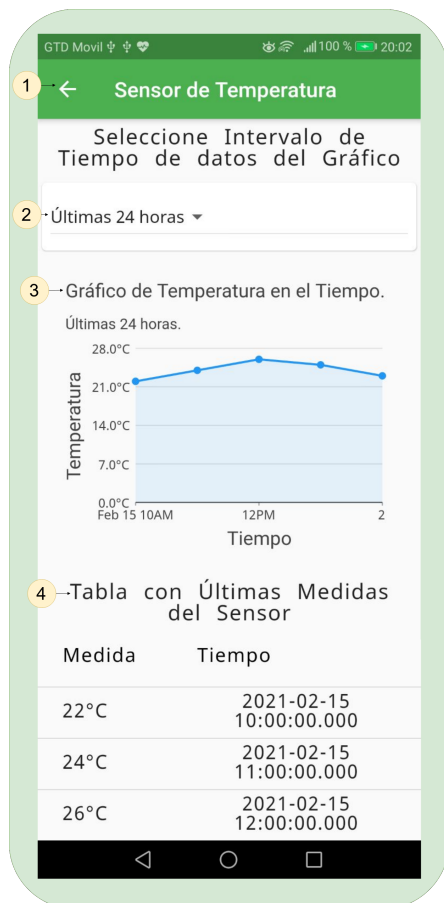 GTD Movil 100 % 20:02
1
Sensor de Temperatura
Seleccione Intervalo de
Tiempo de datos del Gráfico
2
Últimas 24 horas
3
Gráfico de Temperatura en el Tiempo.
Últimas 24 horas.
28.0°C
21.0°C
14.0°C
7.0°C
0.0°C
Temperatura
Feb 15 10AM 12PM 2
Tiempo
4
Tabla con Últimas Medidas
del Sensor
Medida Tiempo
22°C 2021-02-15
10:00:00.000
24°C 2021-02-15
11:00:00.000
26°C 2021-02-15
12:00:00.000